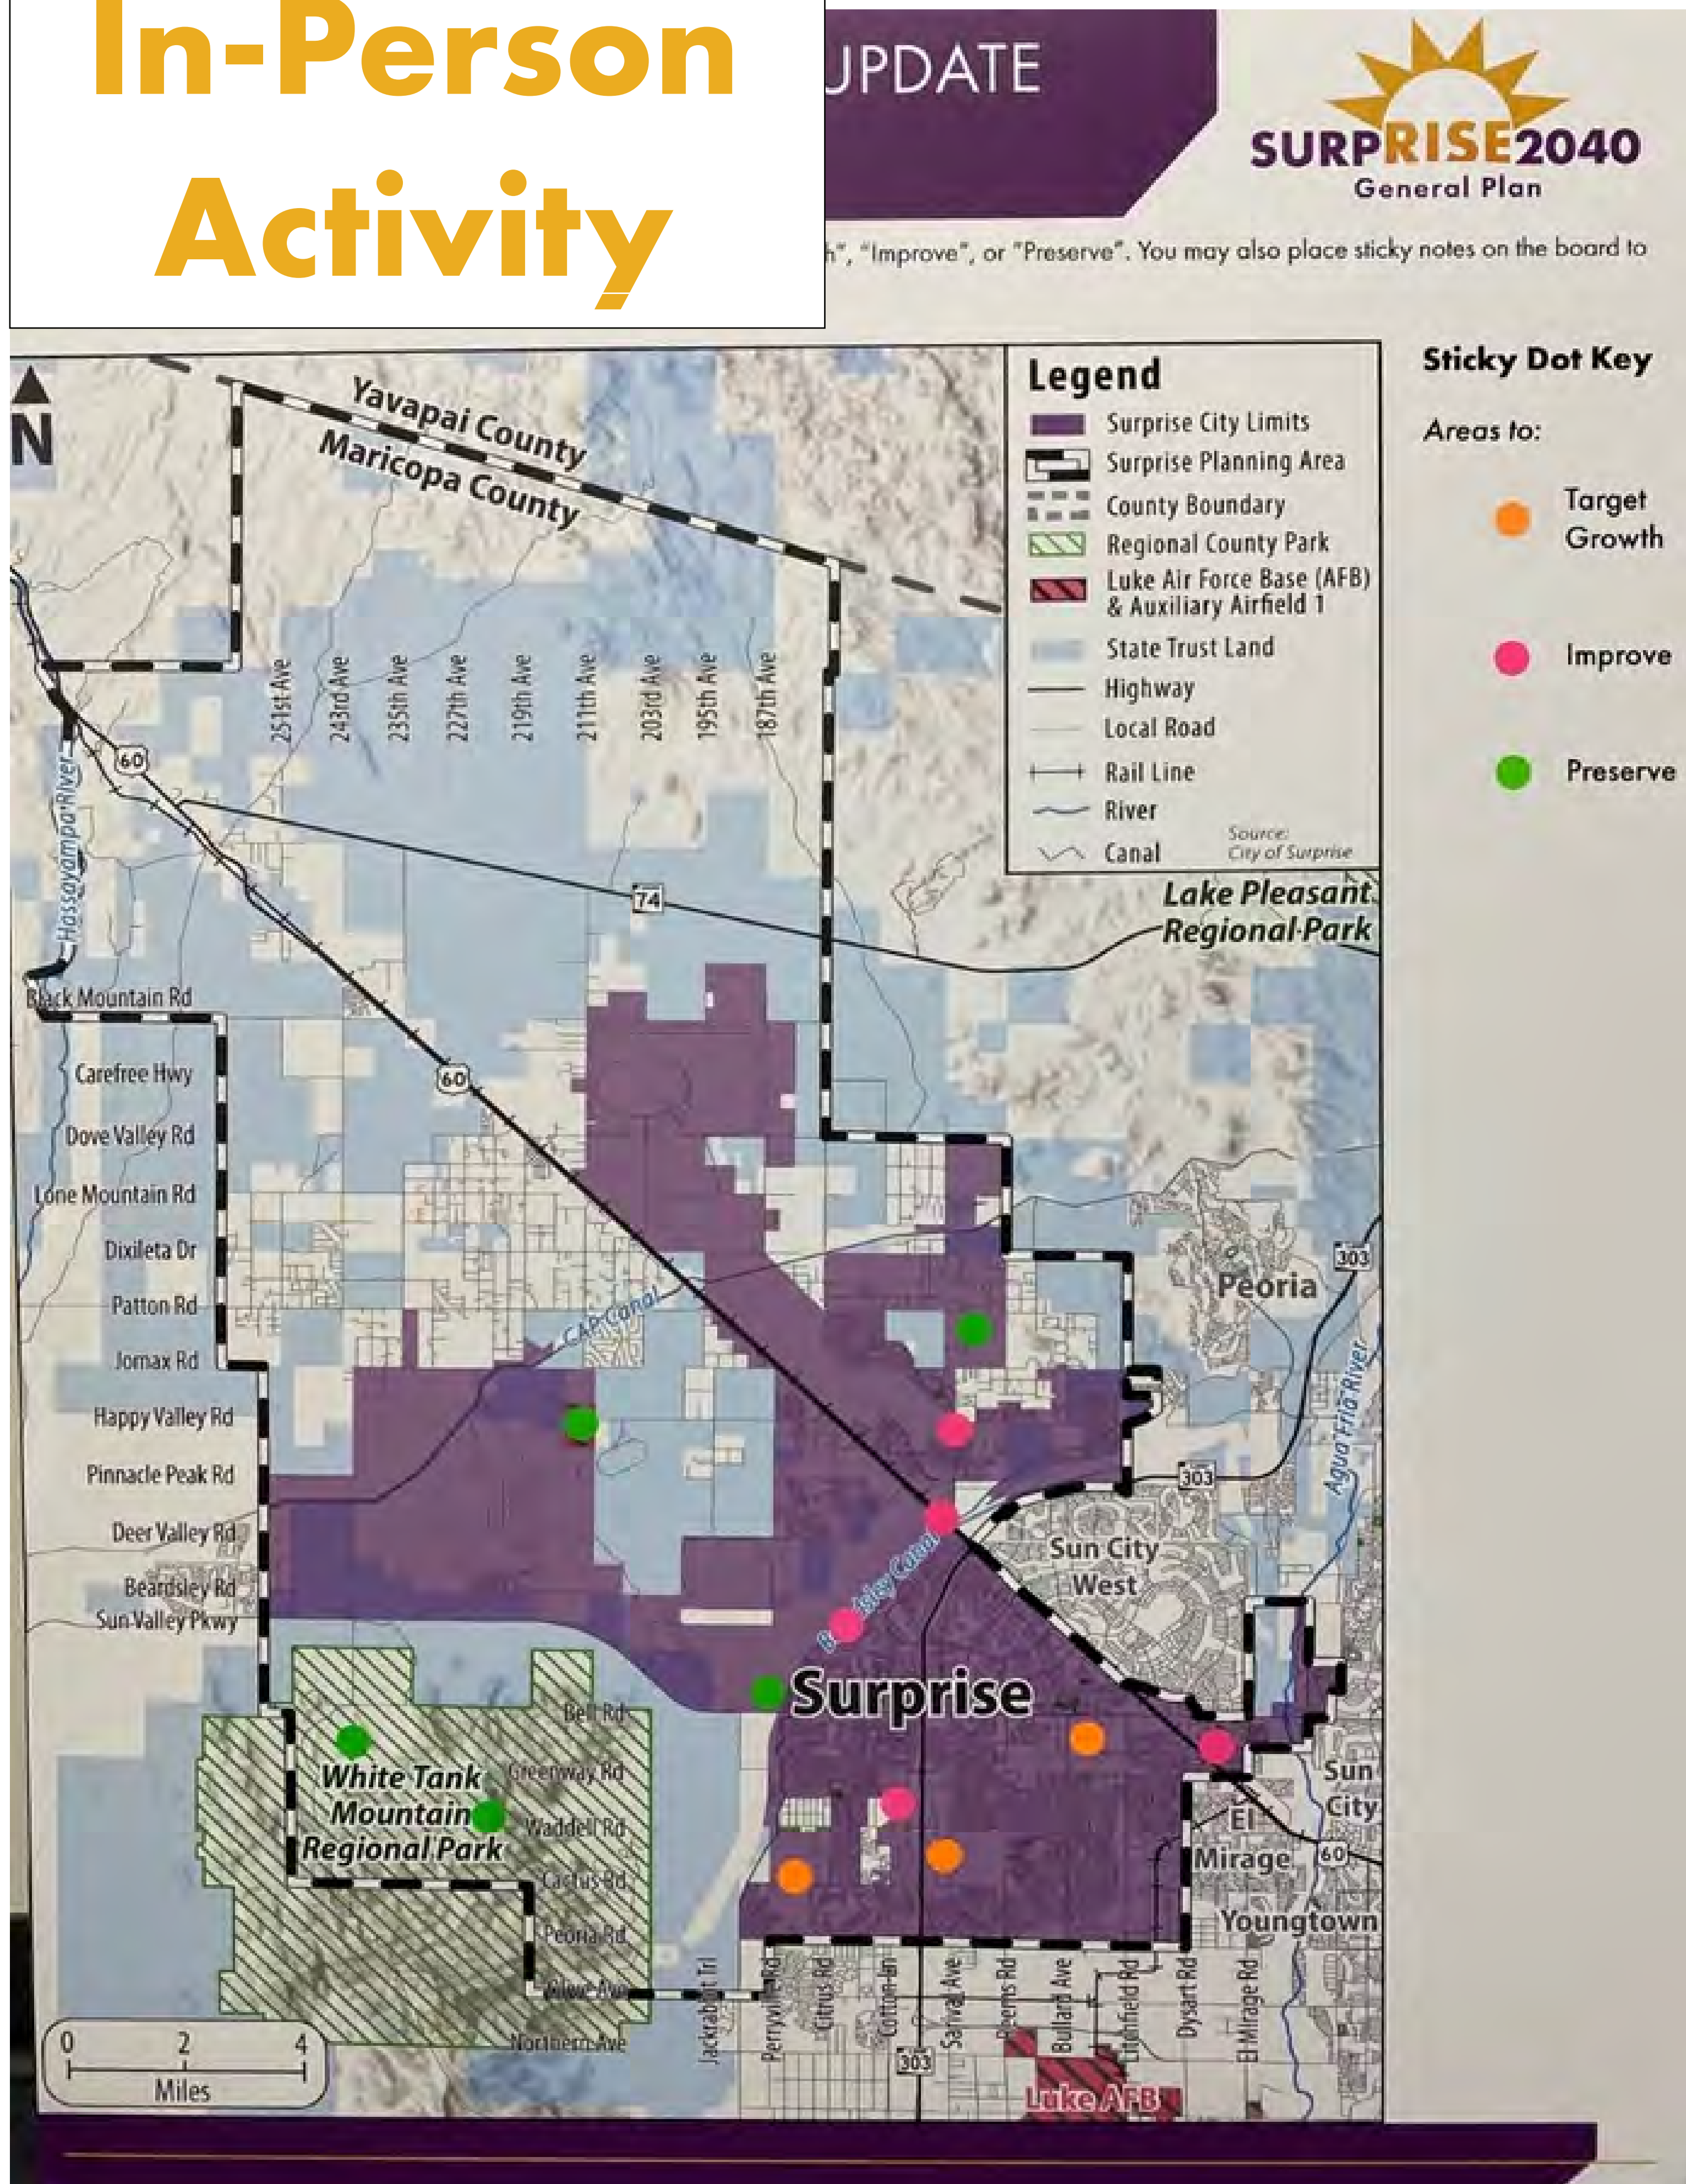 In-Person
Activity
UPDATE
SURPRISE2040
General Plan
h", "Improve", or "Preserve". You may also place sticky notes on the board to
Sticky Dot Key
Areas to:
Target
Growth
Improve
Preserve
Legend
Surprise City Limits
Surprise Planning Area
County Boundary
Regional County Park
Luke Air Force Base (AFB)
& Auxiliary Airfield 1
State Trust Land
Highway
Local Road
Rail Line
River
Canal
Source:
City of Surprise
N
Yavapai County
Maricopa County
251st Ave
243rd Ave
235th Ave
227th Ave
219th Ave
211th Ave
203rd Ave
195th Ave
187th Ave
60
Hassayampa River
74
Lake Pleasant
Regional Park
Black Mountain Rd
Carefree Hwy
60
Dove Valley Rd
Lone Mountain Rd
Dixileta Dr
303
Peoria
Patton Rd
CAP Canal
Jomax Rd
Agua Fria River
Happy Valley Rd
Pinnacle Peak Rd
303
Deer Valley Rd
Sun City
West
Beardsley Rd
Sun Valley Pkwy
sley Canal
Surprise
Bell Rd
White Tank
Mountain
Regional Park
Greenway Rd
Waddell Rd
Cactus Rd
Peoria Rd
Olive Ave
Northern Ave
Sun
City
El
Mirage
60
Youngtown
Jackrabbit Trl
Perryville Rd
Citrus Rd
Cotton Ln
Sarival Ave
Reems Rd
Bullard Ave
Litchfield Rd
Dysart Rd
El Mirage Rd
303
Luke AFB
0 2 4
Miles